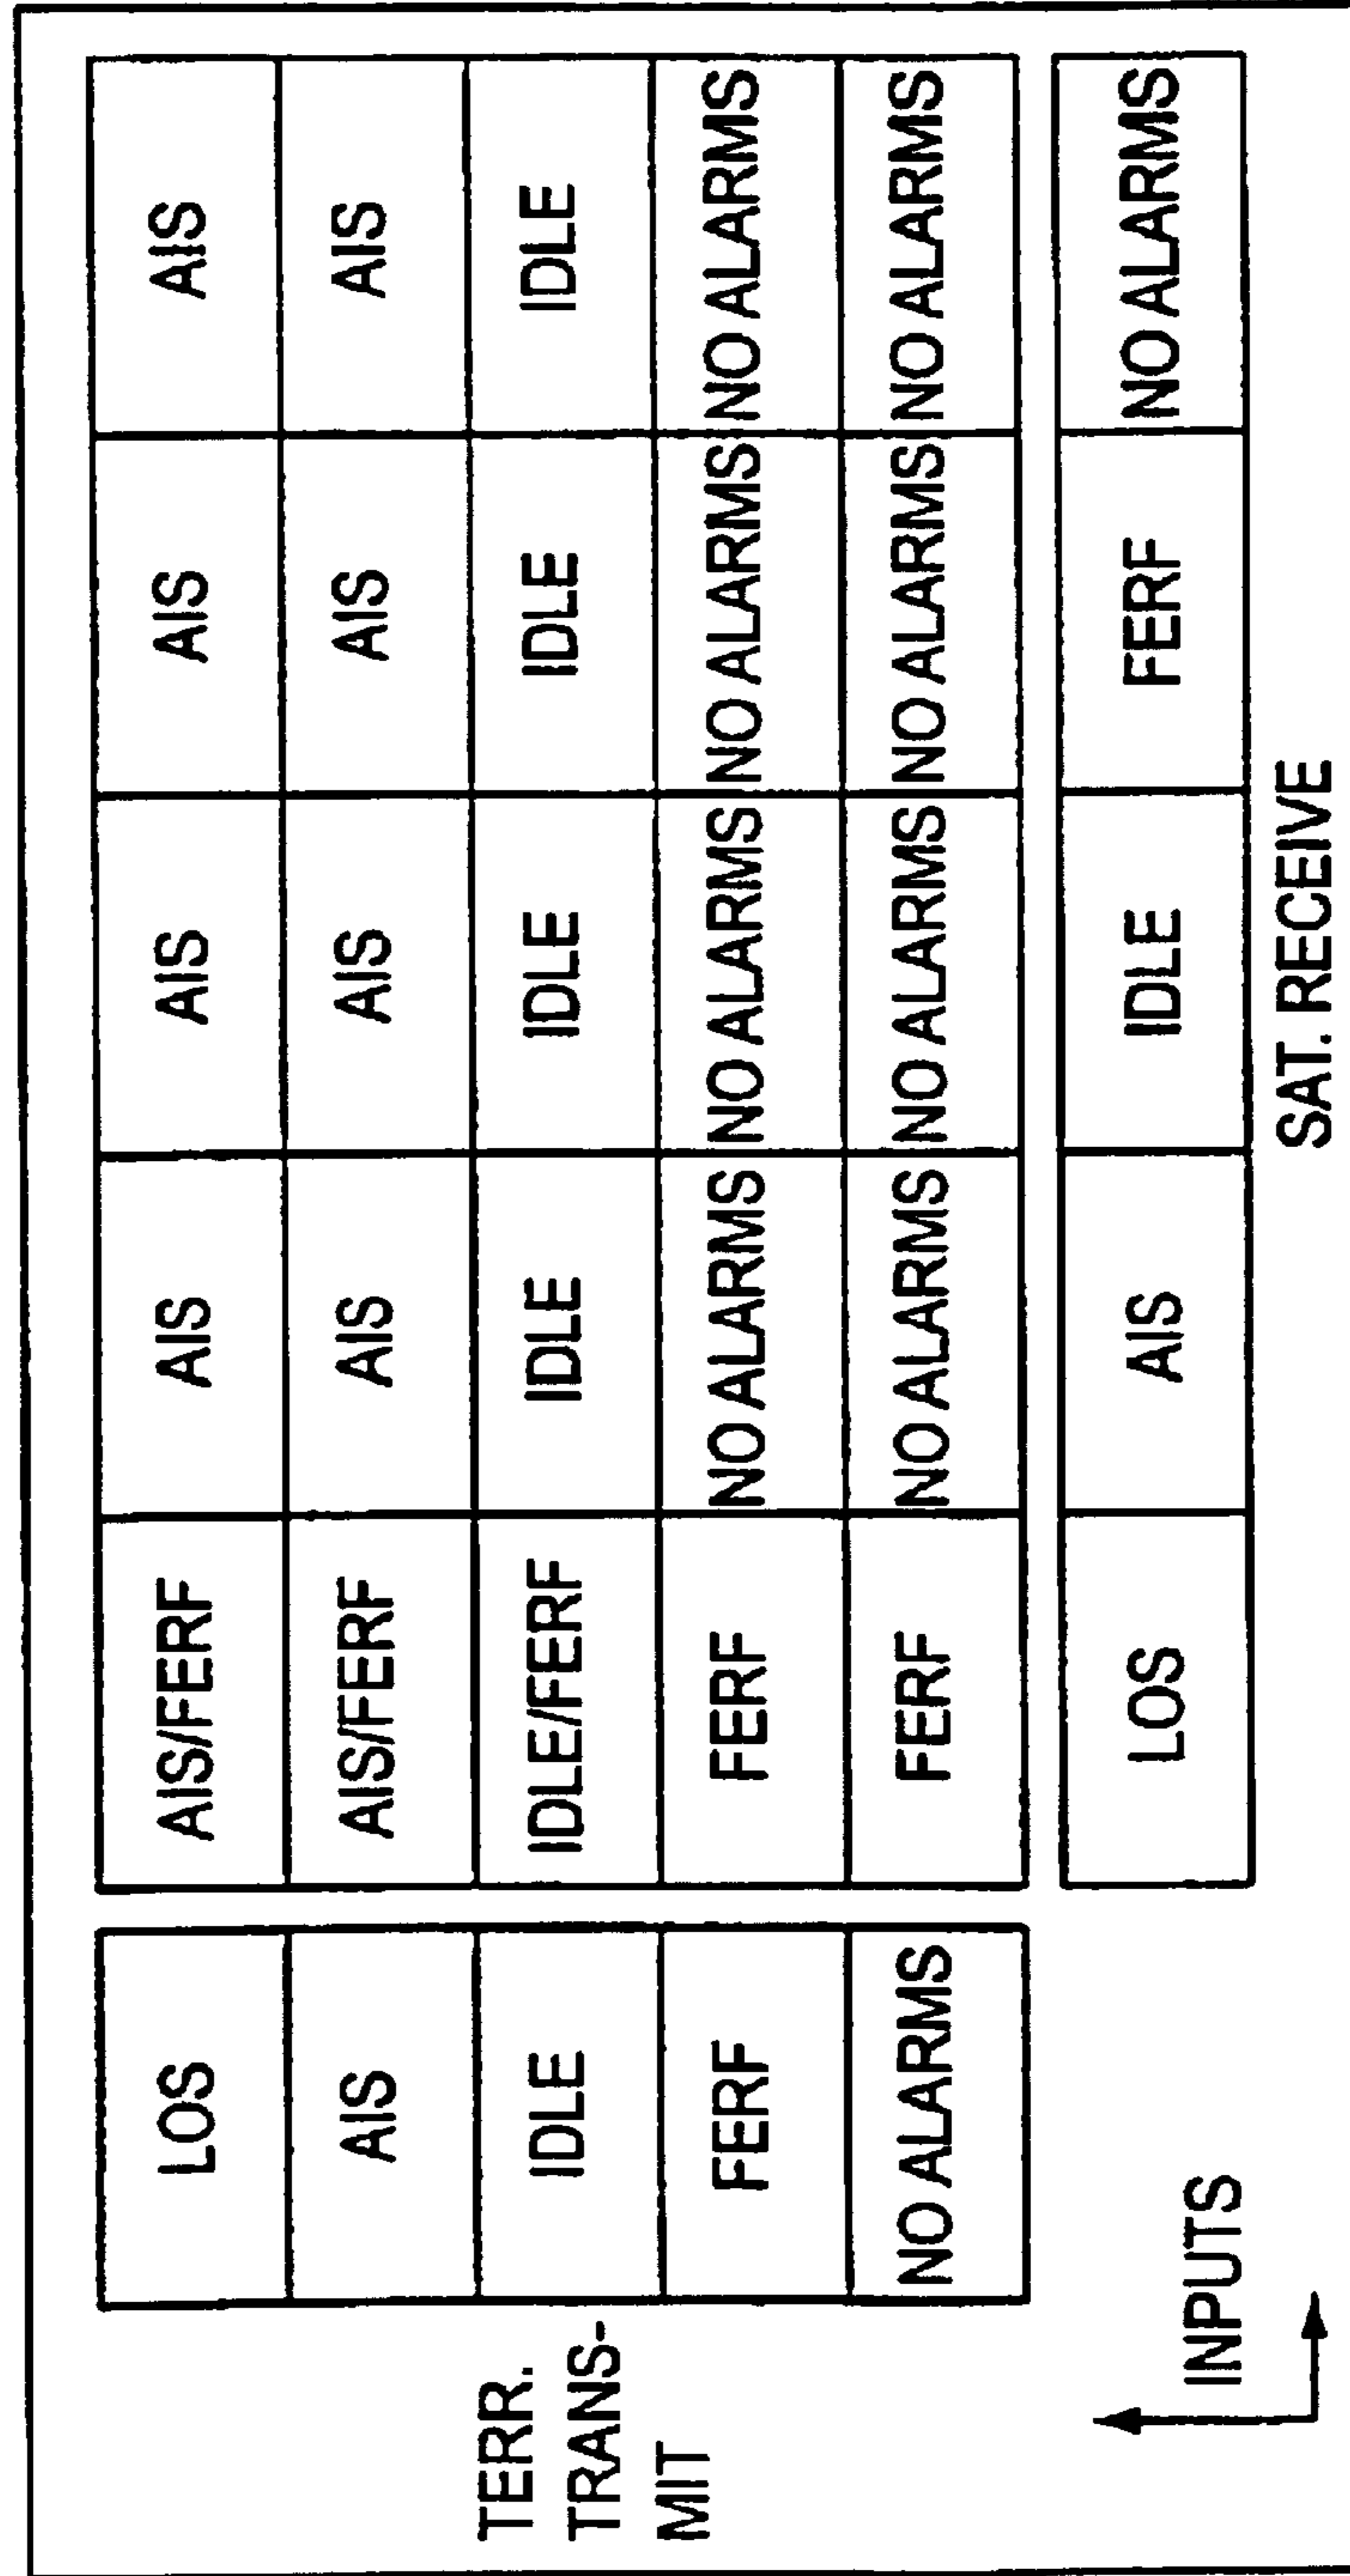 LOS AIS/FERF AIS AIS AIS AIS
AIS AIS/FERF AIS AIS AIS AIS
TERR.
TRANS-
MIT
IDLE IDLE/FERF IDLE IDLE IDLE IDLE
FERF FERF NO ALARMS NO ALARMS NO ALARMS NO ALARMS
NO ALARMS FERF NO ALARMS NO ALARMS NO ALARMS NO ALARMS
INPUTS
LOS AIS IDLE FERF NO ALARMS
SAT. RECEIVE